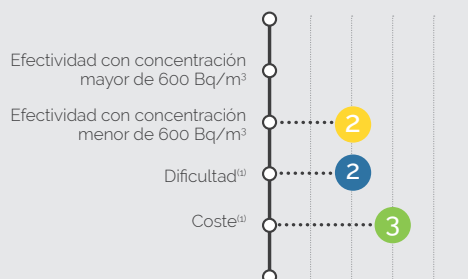 Efectividad con concentración
mayor de 600 Bq/m³
Efectividad con concentración
menor de 600 Bq/m³
2
Dificultad⁽¹⁾
2
Coste⁽¹⁾
3